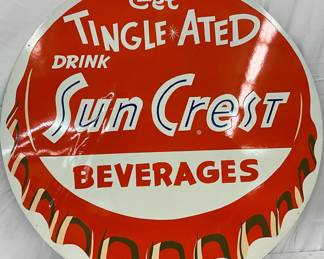 Get
TINGLE*ATED
DRINK
Sun Crest®
BEVERAGES